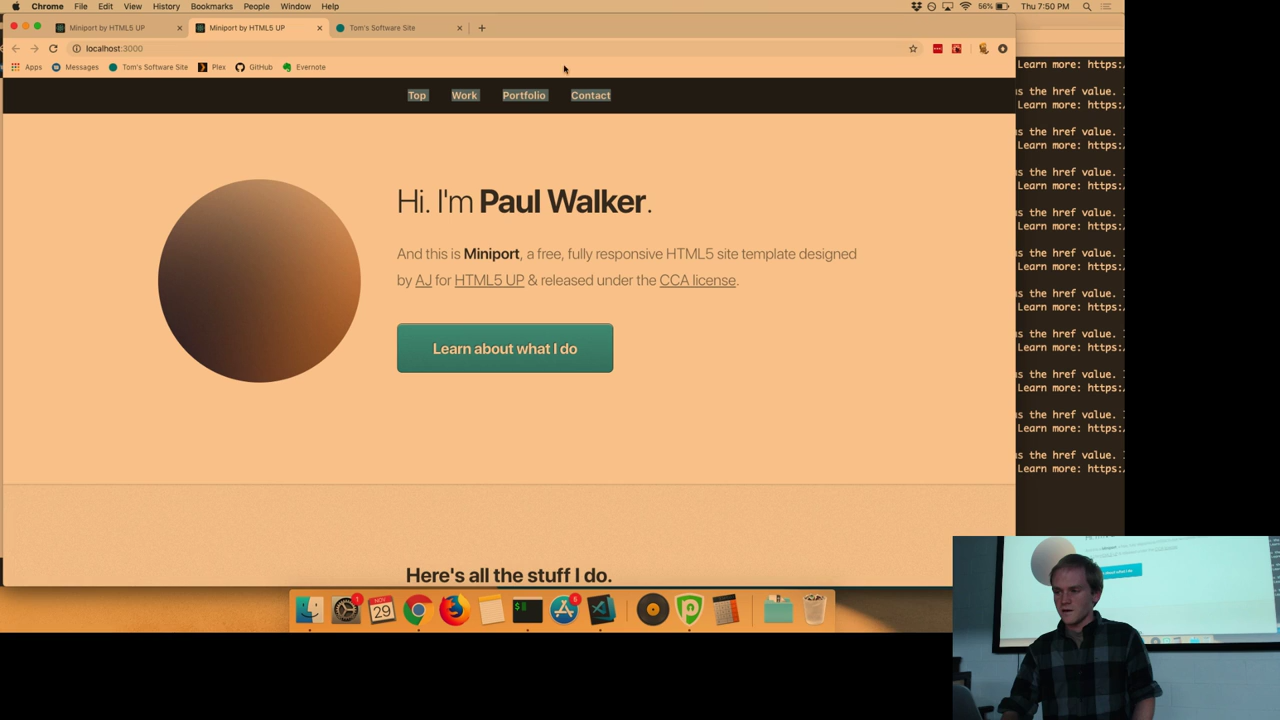 Chrome File Edit View History Bookmarks People Window Help 56% Thu 7:50 PM
Miniport by HTML5 UP Miniport by HTML5 UP Tom's Software Site
localhost:3000
Apps Messages Tom's Software Site Plex GitHub Evernote
Top Work Portfolio Contact
Hi. I'm Paul Walker.
And this is Miniport, a free, fully responsive HTML5 site template designed
by AJ for HTML5 UP & released under the CCA license.
Learn about what I do
Here's all the stuff I do.
Learn more: https:/
s the href value.
Learn more: https:/
s the href value.
Learn more: https:/
s the href value.
Learn more: https:/
s the href value.
Learn more: https:/
s the href value.
Learn more: https:/
s the href value.
Learn more: https:/
s the href value.
Learn more: https:/
s the href value.
Learn more: https:/
s the href value.
Learn more: https:/
s the href value.
Learn more: https:/
1
NOV
29
6